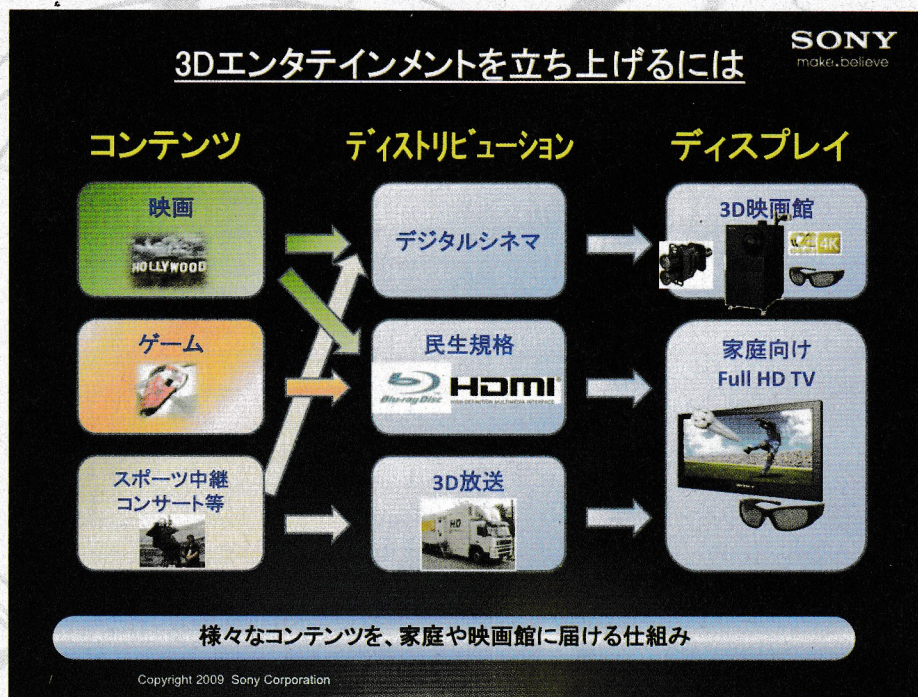 SONY
make.believe
3Dエンタテインメントを立ち上げるには
コンテンツ
ディストリビューション
ディスプレイ
映画
HOLLYWOOD
デジタルシネマ
3D映画館
4K
ゲーム
民生規格
Blu-ray Disc
HDMI
HIGH-DEFINITION MULTIMEDIA INTERFACE
家庭向け
Full HD TV
スポーツ中継
コンサート等
3D放送
HD
様々なコンテンツを、家庭や映画館に届ける仕組み
Copyright 2009 Sony Corporation